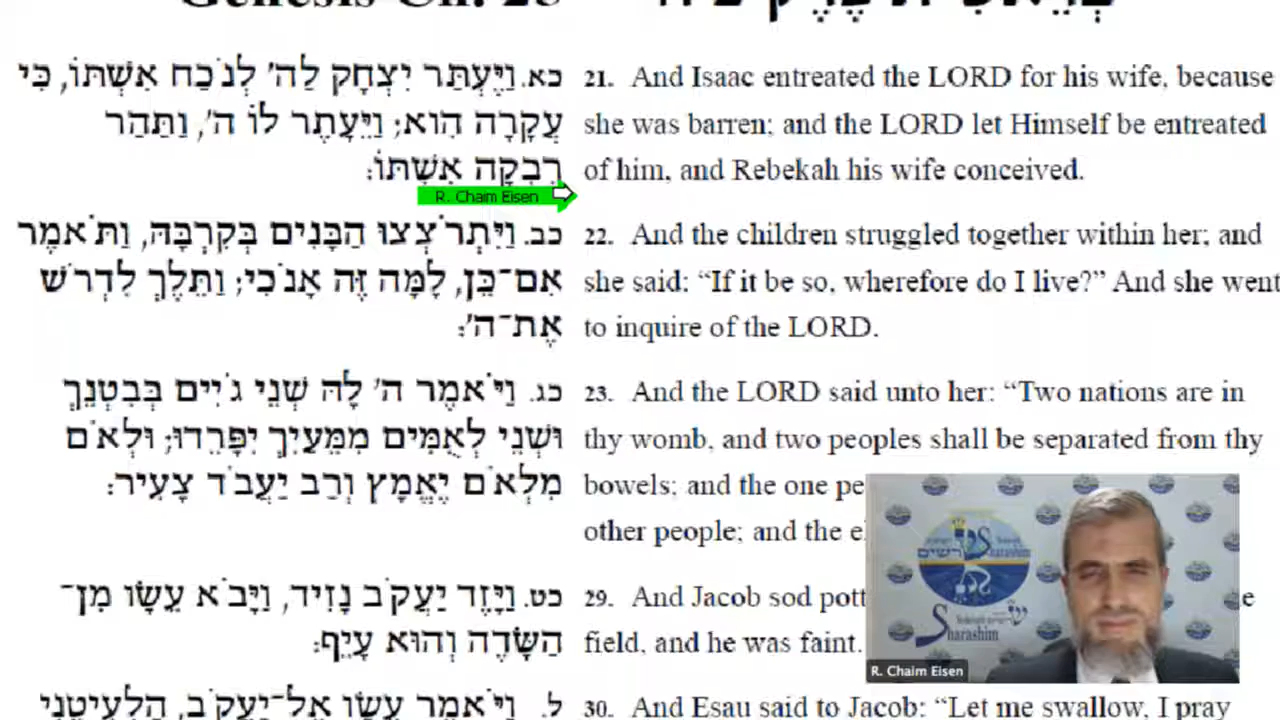 Genesis Ch. 25
בְּרֵאשִׁית פֶּרֶק כ״ה
כא. וַיֶּעְתַּר יִצְחָק לַה׳ לְנֹכַח אִשְׁתּוֹ, כִּי
עֲקָרָה הִוא; וַיֵּעָתֶר לוֹ ה׳, וַתַּהַר
רִבְקָה אִשְׁתּוֹ:
21. And Isaac entreated the LORD for his wife, because
she was barren; and the LORD let Himself be entreated
of him, and Rebekah his wife conceived.
R. Chaim Eisen
כב. וַיִּתְרֹצְצוּ הַבָּנִים בְּקִרְבָּהּ, וַתֹּאמֶר
אִם־כֵּן, לָמָּה זֶּה אָנֹכִי; וַתֵּלֶךְ לִדְרֹשׁ
אֶת־ה׳:
22. And the children struggled together within her; and
she said: “If it be so, wherefore do I live?” And she went
to inquire of the LORD.
כג. וַיֹּאמֶר ה׳ לָהּ שְׁנֵי גֹיִים בְּבִטְנֵךְ
וּשְׁנֵי לְאֻמִּים מִמֵּעַיִךְ יִפָּרֵדוּ; וּלְאֹם
מִלְאֹם יֶאֱמָץ וְרַב יַעֲבֹד צָעִיר:
23. And the LORD said unto her: “Two nations are in
thy womb, and two peoples shall be separated from thy
bowels; and the one pe
other people; and the e
כט. וַיָּזֶד יַעֲקֹב נָזִיד, וַיָּבֹא עֵשָׂו מִן־
הַשָּׂדֶה וְהוּא עָיֵף:
29. And Jacob sod pott e
field, and he was faint.
ל. וַיֹּאמֶר עֵשָׂו אֶל־יַעֲקֹב, הַלְעִיטֵנִי
30. And Esau said to Jacob: “Let me swallow, I pray
שרשים
Sharashim
Sharashim
R. Chaim Eisen